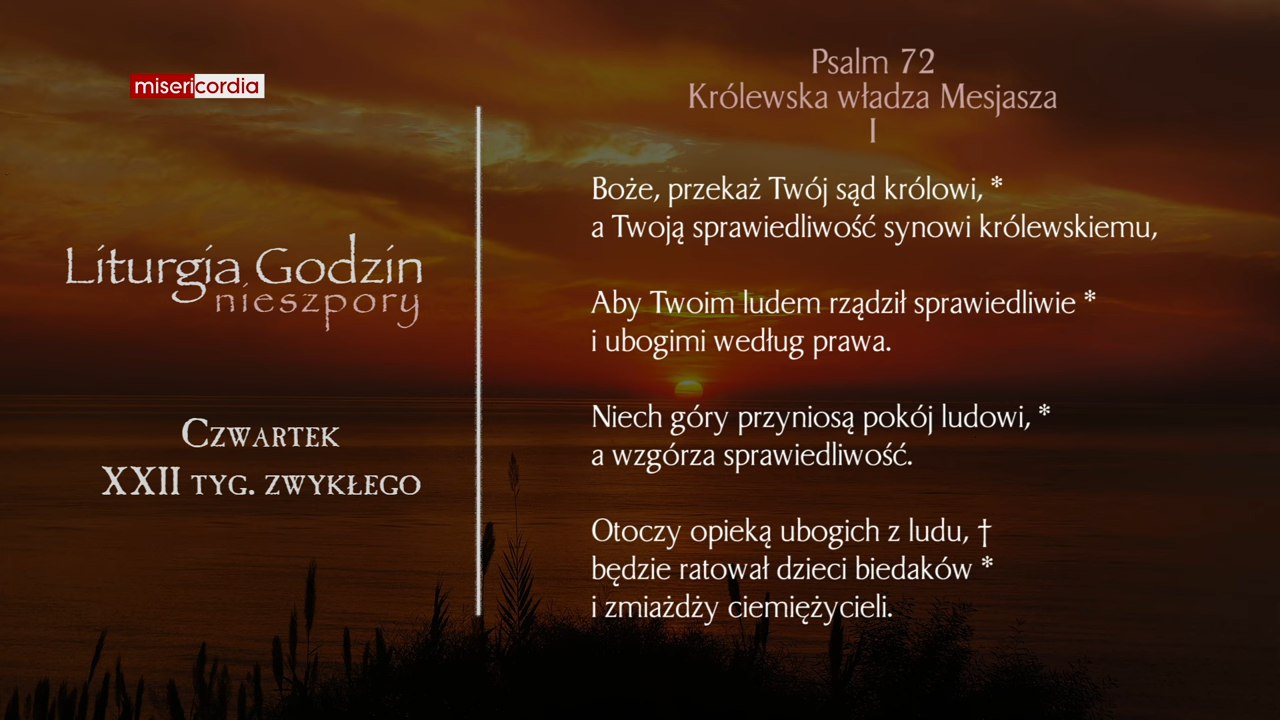 misericordia
Liturgia Godzin
nieszpory
Czwartek
XXII tyg. zwykłego
Psalm 72
Królewska władza Mesjasza
I
Boże, przekaż Twój sąd królowi, *
a Twoją sprawiedliwość synowi królewskiemu,
Aby Twoim ludem rządził sprawiedliwie *
i ubogimi według prawa.
Niech góry przyniosą pokój ludowi, *
a wzgórza sprawiedliwość.
Otoczy opieką ubogich z ludu, †
będzie ratował dzieci biedaków *
i zmiażdży ciemiężycieli.